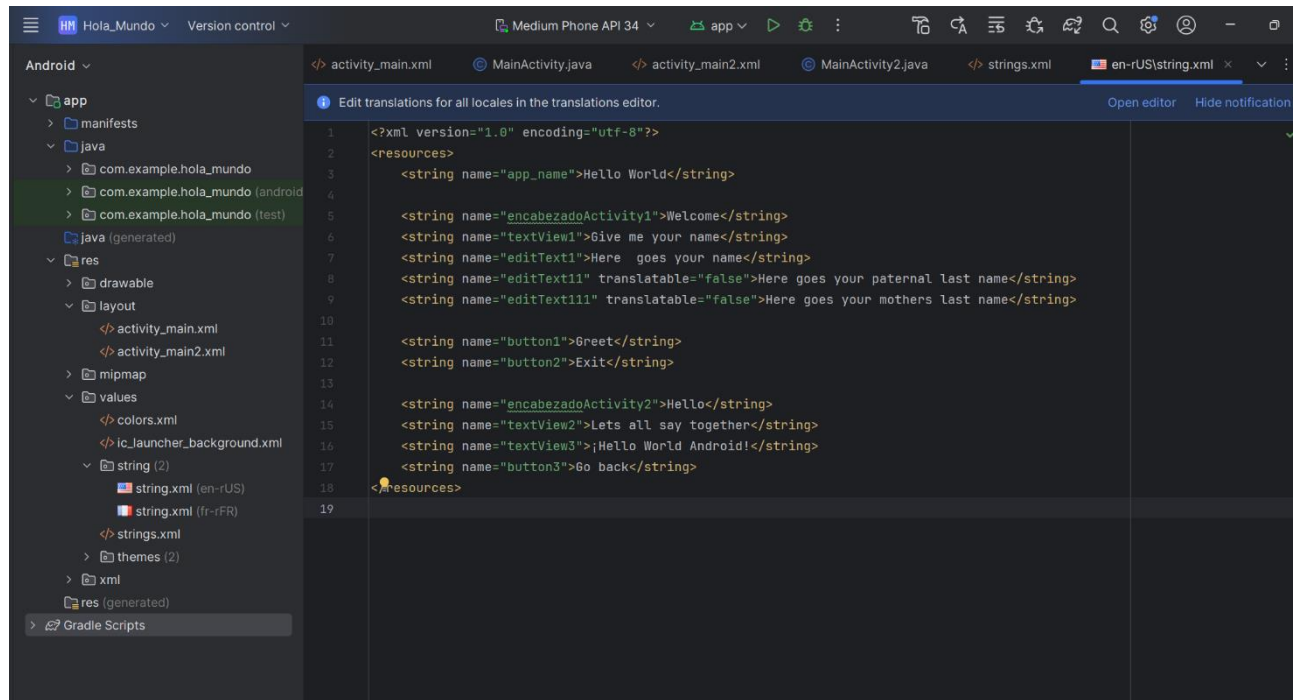 HM Hola_Mundo Version control Medium Phone API 34 app
Android
activity_main.xml MainActivity.java activity_main2.xml MainActivity2.java strings.xml en-rUS\string.xml
Edit translations for all locales in the translations editor. Open editor Hide notification
app
manifests
java
com.example.hola_mundo
com.example.hola_mundo (android
com.example.hola_mundo (test)
java (generated)
res
drawable
layout
activity_main.xml
activity_main2.xml
mipmap
values
colors.xml
ic_launcher_background.xml
string (2)
string.xml (en-rUS)
string.xml (fr-rFR)
strings.xml
themes (2)
xml
res (generated)
Gradle Scripts
1 <?xml version="1.0" encoding="utf-8"?>
2 <resources>
3 <string name="app_name">Hello World</string>
4
5 <string name="encabezadoActivity1">Welcome</string>
6 <string name="textView1">Give me your name</string>
7 <string name="editText1">Here  goes your name</string>
8 <string name="editText11" translatable="false">Here goes your paternal last name</string>
9 <string name="editText111" translatable="false">Here goes your mothers last name</string>
10
11 <string name="button1">Greet</string>
12 <string name="button2">Exit</string>
13
14 <string name="encabezadoActivity2">Hello</string>
15 <string name="textView2">Lets all say together</string>
16 <string name="textView3">¡Hello World Android!</string>
17 <string name="button3">Go back</string>
18 </resources>
19